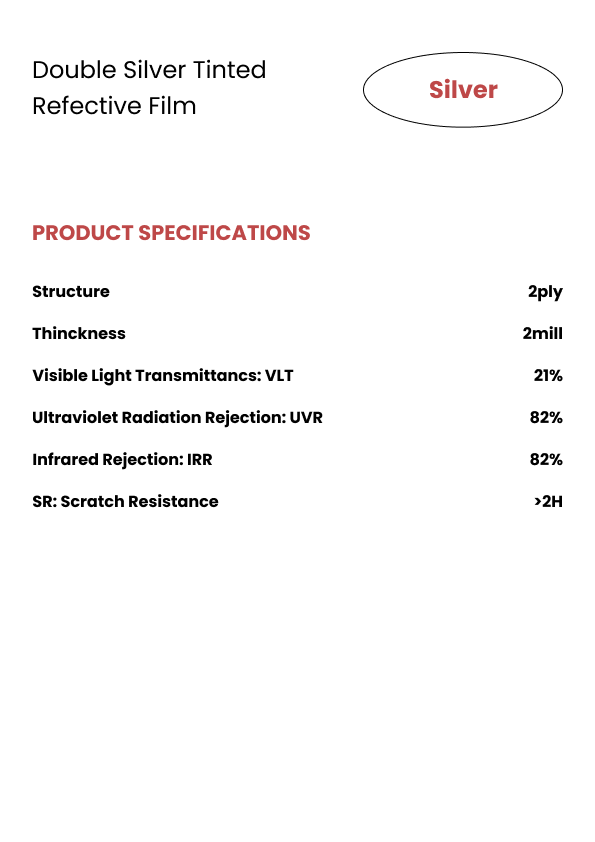 Double Silver Tinted
Refective Film
Silver
PRODUCT SPECIFICATIONS
Structure 2ply
Thinckness 2mill
Visible Light Transmittancs: VLT 21%
Ultraviolet Radiation Rejection: UVR 82%
Infrared Rejection: IRR 82%
SR: Scratch Resistance >2H